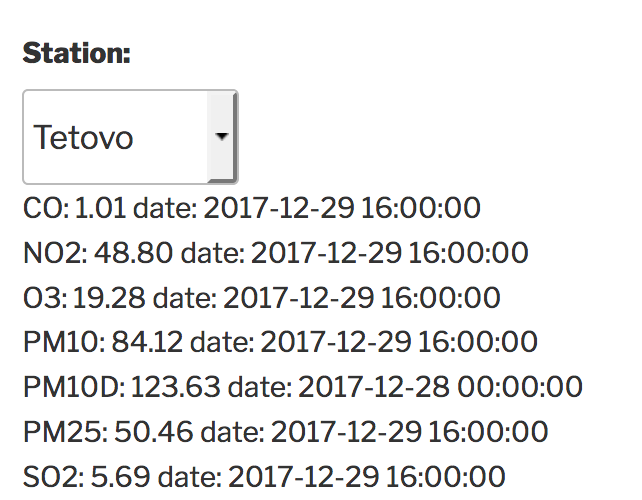 Station:
Tetovo
CO: 1.01 date: 2017-12-29 16:00:00
NO2: 48.80 date: 2017-12-29 16:00:00
O3: 19.28 date: 2017-12-29 16:00:00
PM10: 84.12 date: 2017-12-29 16:00:00
PM10D: 123.63 date: 2017-12-28 00:00:00
PM25: 50.46 date: 2017-12-29 16:00:00
SO2: 5.69 date: 2017-12-29 16:00:00